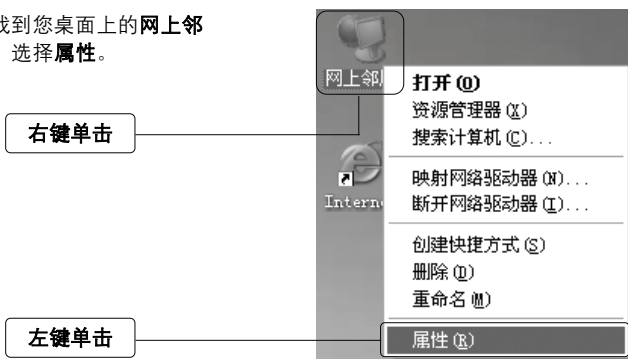 找到您桌面上的网上邻
选择属性。
右键单击
左键单击
网上邻
打开(O)
资源管理器(X)
搜索计算机(C)...
映射网络驱动器(N)...
断开网络驱动器(I)...
Intern
创建快捷方式(S)
删除(D)
重命名(M)
属性(R)